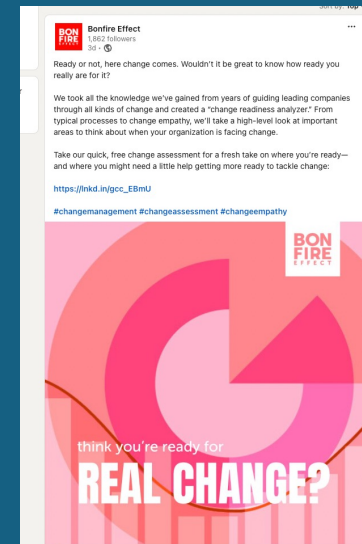 Sort by: Top
BON
FIRE
Bonfire Effect
1,862 followers
3d •
Ready or not, here change comes. Wouldn't it be great to know how ready you
really are for it?
We took all the knowledge we've gained from years of guiding leading companies
through all kinds of change and created a “change readiness analyzer.” From
typical processes to change empathy, we'll take a high-level look at important
areas to think about when your organization is facing change.
Take our quick, free change assessment for a fresh take on where you're ready—
and where you might need a little help getting more ready to tackle change:
https://lnkd.in/gcc_EBmU
#changemanagement #changeassessment #changeempathy
BON
FIRE
EFFECT
think you're ready for
REAL CHANGE?